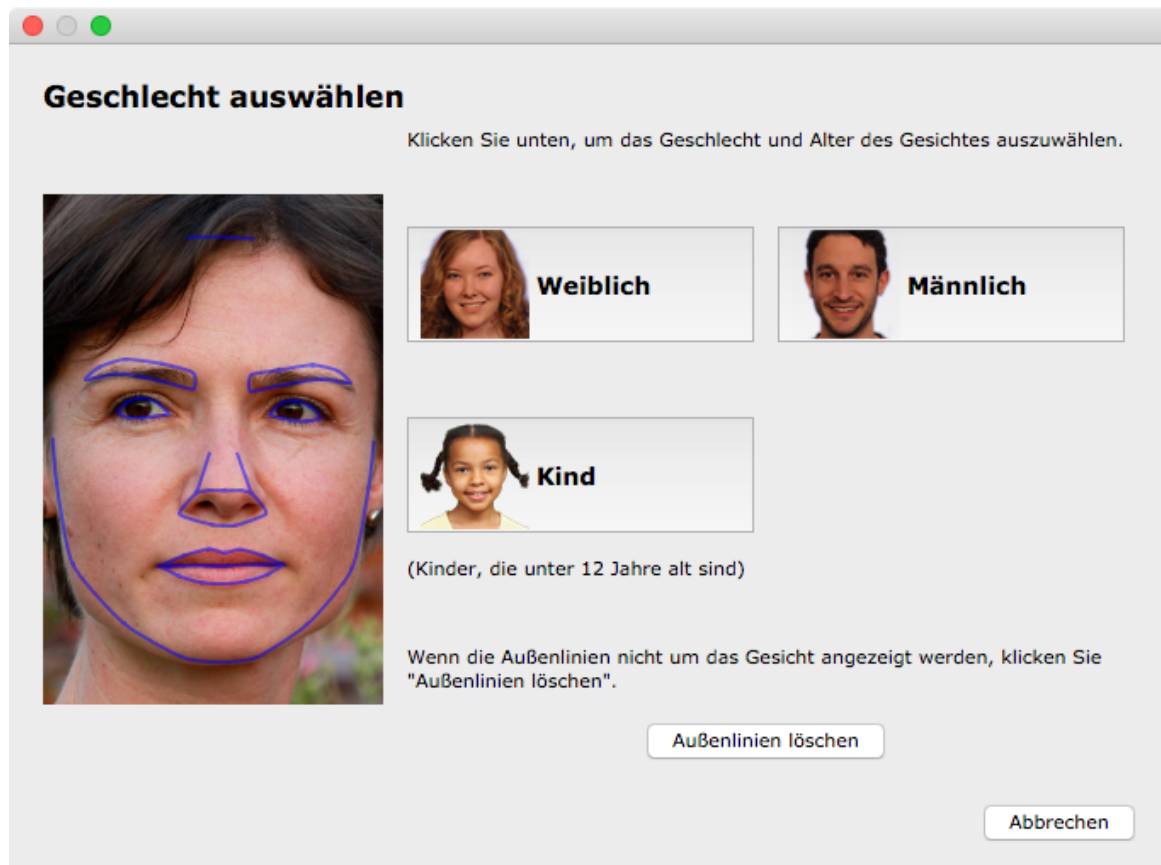 Geschlecht auswählen
Klicken Sie unten, um das Geschlecht und Alter des Gesichtes auszuwählen.
Weiblich
Männlich
Kind
(Kinder, die unter 12 Jahre alt sind)
Wenn die Außenlinien nicht um das Gesicht angezeigt werden, klicken Sie
"Außenlinien löschen".
Außenlinien löschen
Abbrechen